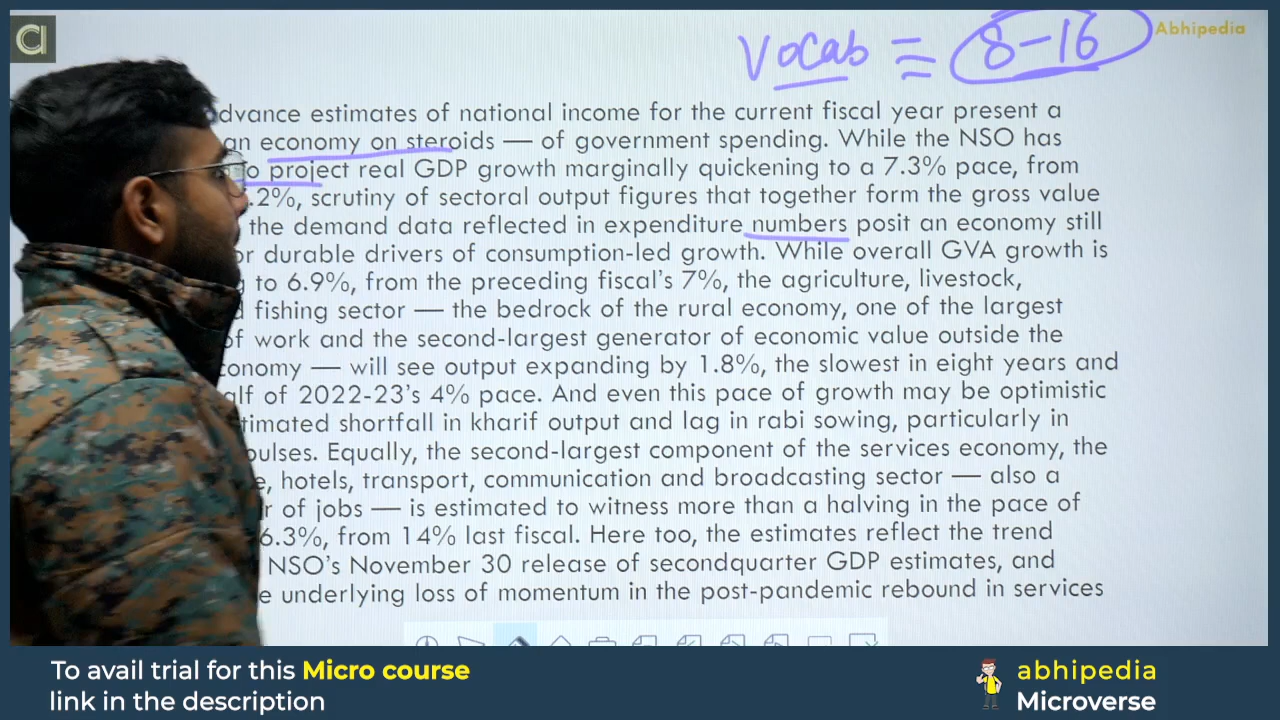 Vocab = 8-16
Abhipedia
advance estimates of national income for the current fiscal year present a
an economy on steroids — of government spending. While the NSO has
project real GDP growth marginally quickening to a 7.3% pace, from
.2%, scrutiny of sectoral output figures that together form the gross value
the demand data reflected in expenditure numbers posit an economy still
or durable drivers of consumption-led growth. While overall GVA growth is
to 6.9%, from the preceding fiscal's 7%, the agriculture, livestock,
fishing sector — the bedrock of the rural economy, one of the largest
of work and the second-largest generator of economic value outside the
conomy — will see output expanding by 1.8%, the slowest in eight years and
alf of 2022-23's 4% pace. And even this pace of growth may be optimistic
timated shortfall in kharif output and lag in rabi sowing, particularly in
pulses. Equally, the second-largest component of the services economy, the
e, hotels, transport, communication and broadcasting sector — also a
r of jobs — is estimated to witness more than a halving in the pace of
6.3%, from 14% last fiscal. Here too, the estimates reflect the trend
NSO's November 30 release of secondquarter GDP estimates, and
e underlying loss of momentum in the post-pandemic rebound in services
To avail trial for this Micro course
link in the description
abhipedia
Microverse